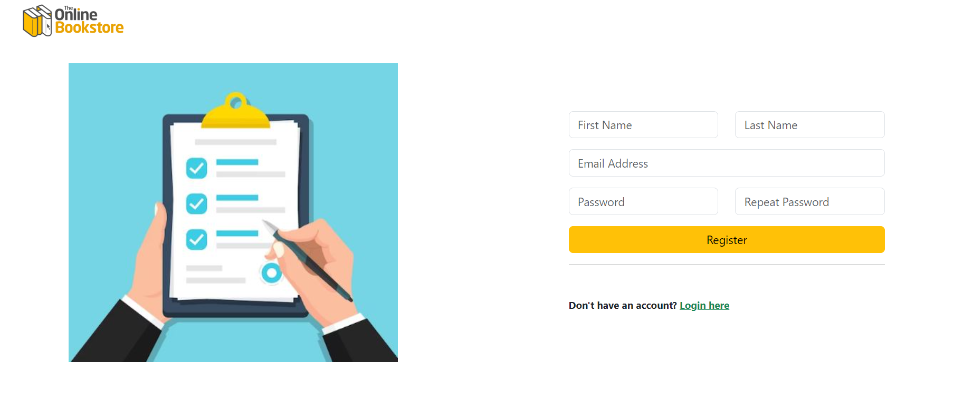 The
Online
Bookstore
First Name
Last Name
Email Address
Password
Repeat Password
Register
Don't have an account? Login here